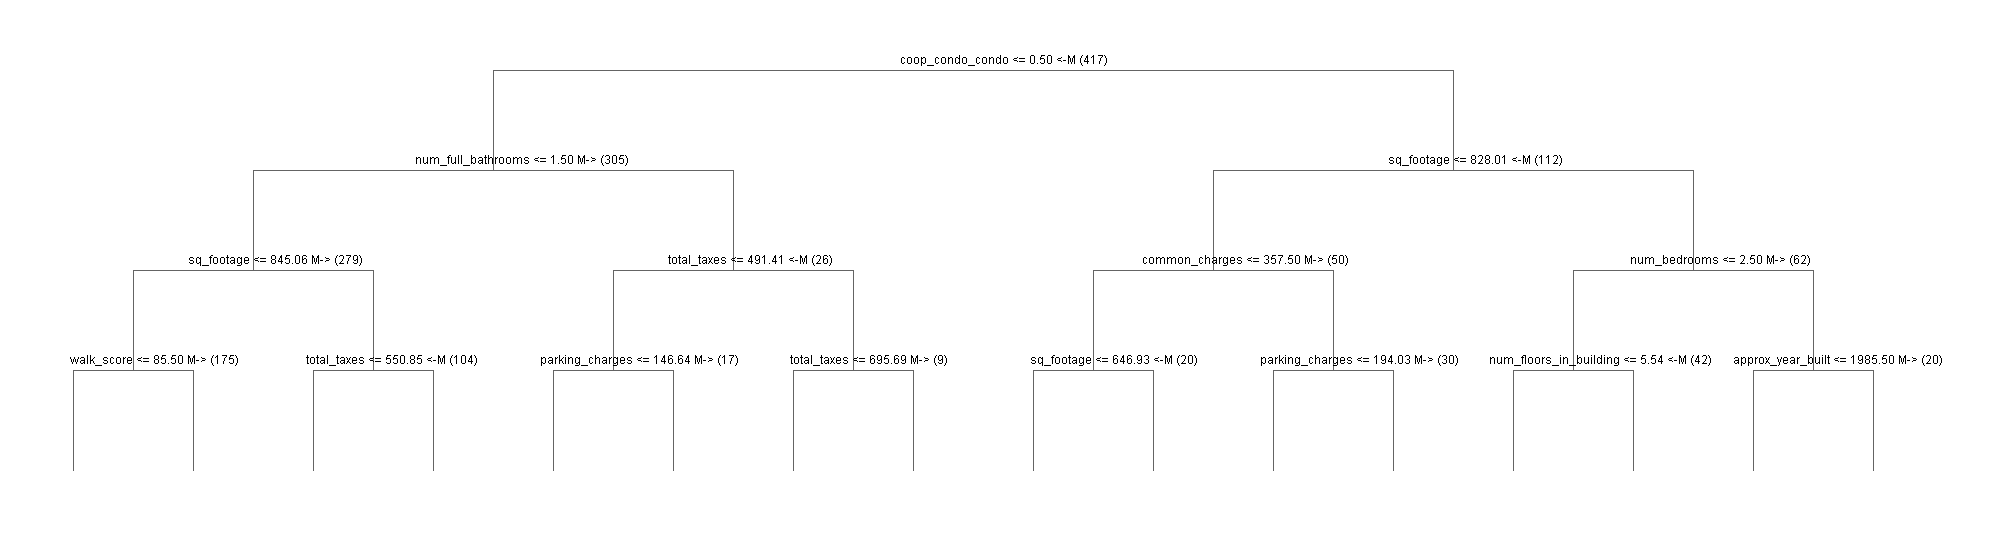 coop_condo_condo <= 0.50 <-M (417)
num_full_bathrooms <= 1.50 M-> (305)
sq_footage <= 828.01 <-M (112)
sq_footage <= 845.06 M-> (279)
total_taxes <= 491.41 <-M (26)
common_charges <= 357.50 M-> (50)
num_bedrooms <= 2.50 M-> (62)
walk_score <= 85.50 M-> (175)
total_taxes <= 550.85 <-M (104)
parking_charges <= 146.64 M-> (17)
total_taxes <= 695.69 M-> (9)
sq_footage <= 646.93 <-M (20)
parking_charges <= 194.03 M-> (30)
num_floors_in_building <= 5.54 <-M (42)
approx_year_built <= 1985.50 M-> (20)